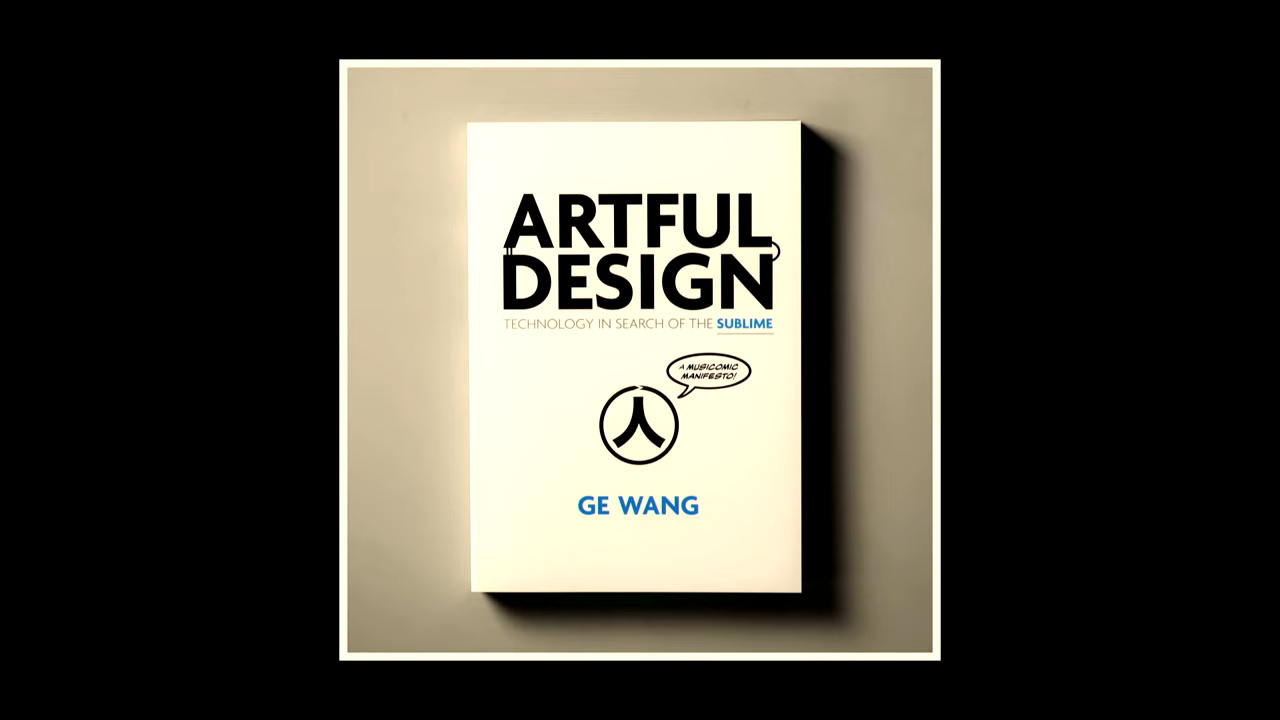 ARTFUL
DESIGN
TECHNOLOGY IN SEARCH OF THE SUBLIME
A MUSICOMIC
MANIFESTO!
人
GE WANG